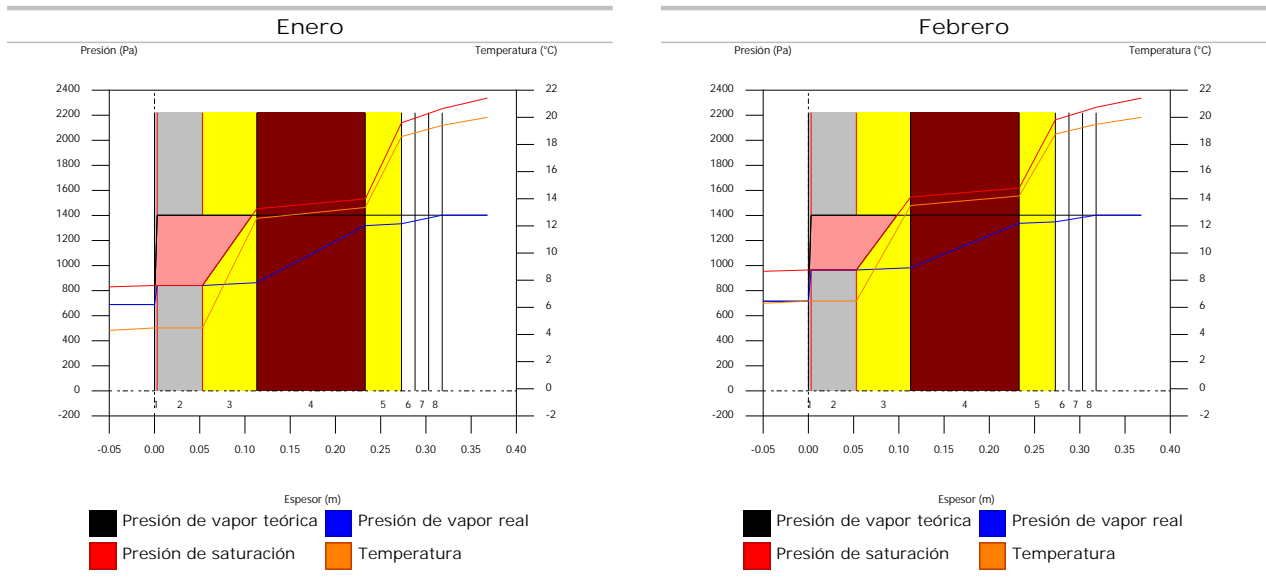 Enero
Presión (Pa)
Temperatura (°C)
2400
2200
2000
1800
1600
1400
1200
1000
800
600
400
200
0
-200
22
20
18
16
14
12
10
8
6
4
2
0
-2
1 2 3 4 5 6 7 8
-0.05 0.00 0.05 0.10 0.15 0.20 0.25 0.30 0.35 0.40
Espesor (m)
Presión de vapor teórica
Presión de vapor real
Presión de saturación
Temperatura
Febrero
Presión (Pa)
Temperatura (°C)
2400
2200
2000
1800
1600
1400
1200
1000
800
600
400
200
0
-200
22
20
18
16
14
12
10
8
6
4
2
0
-2
1 2 3 4 5 6 7 8
-0.05 0.00 0.05 0.10 0.15 0.20 0.25 0.30 0.35 0.40
Espesor (m)
Presión de vapor teórica
Presión de vapor real
Presión de saturación
Temperatura